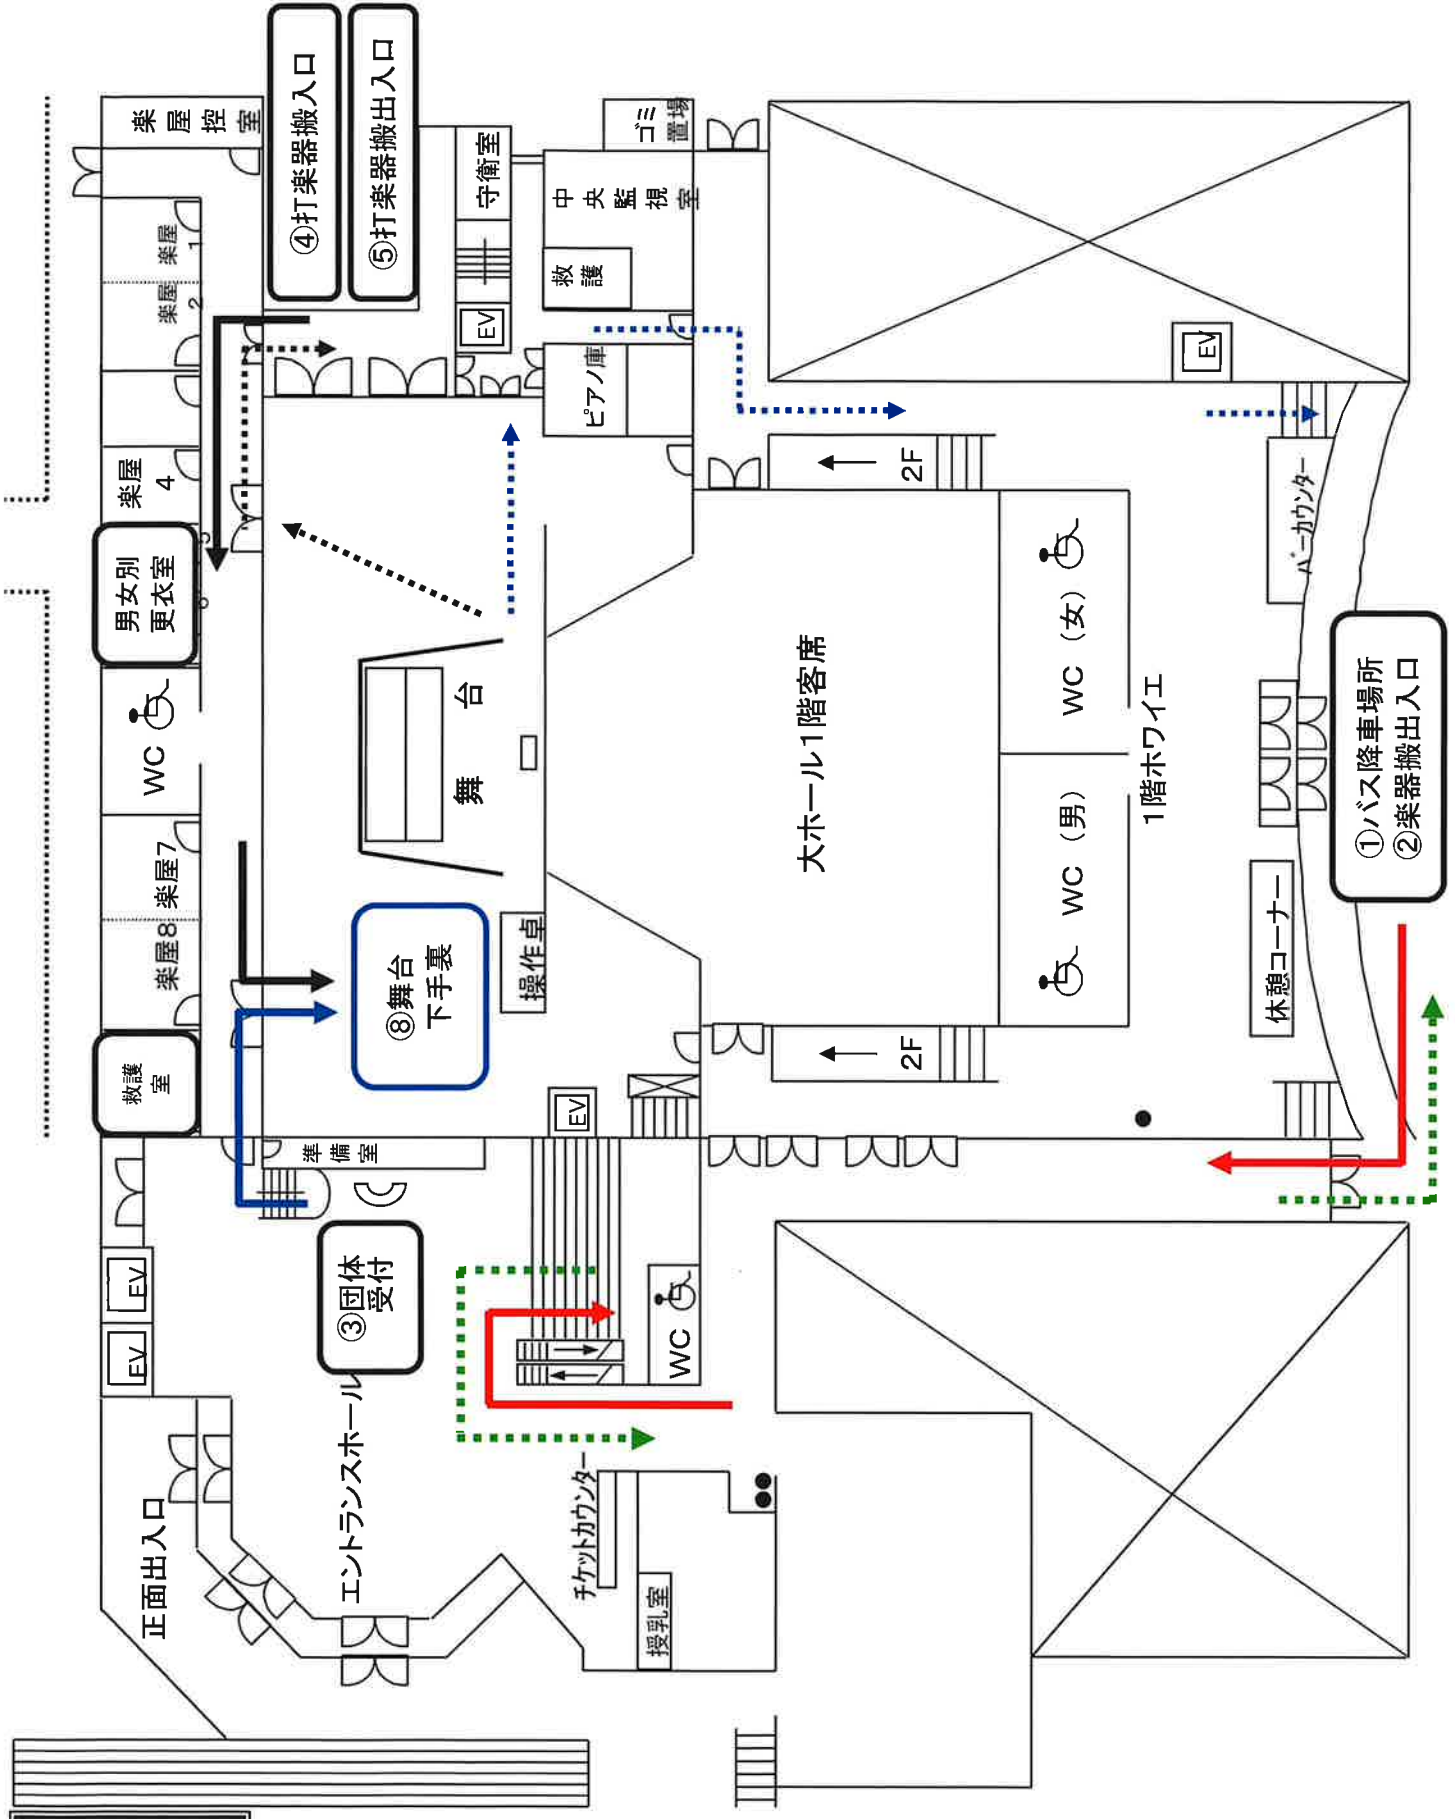 楽屋控室
楽屋
1
楽屋
2
楽屋
4
5
6
男女別
更衣室
WC
楽屋7
楽屋8
救護
室
EV
EV
正面出入口
④打楽器搬入口
⑤打楽器搬出入口
守衛室
EV
ピアノ庫
中央監視室
救護
ゴミ
置場
舞台
操作卓
⑧舞台
下手裏
準備室
EV
③団体
受付
エントランスホール
WC
チケットカウンター
授乳室
大ホール1階客席
2F
2F
WC（女）
WC（男）
1階ホワイエ
EV
バーカウンター
休憩コーナー
①バス降車場所
②楽器搬出入口